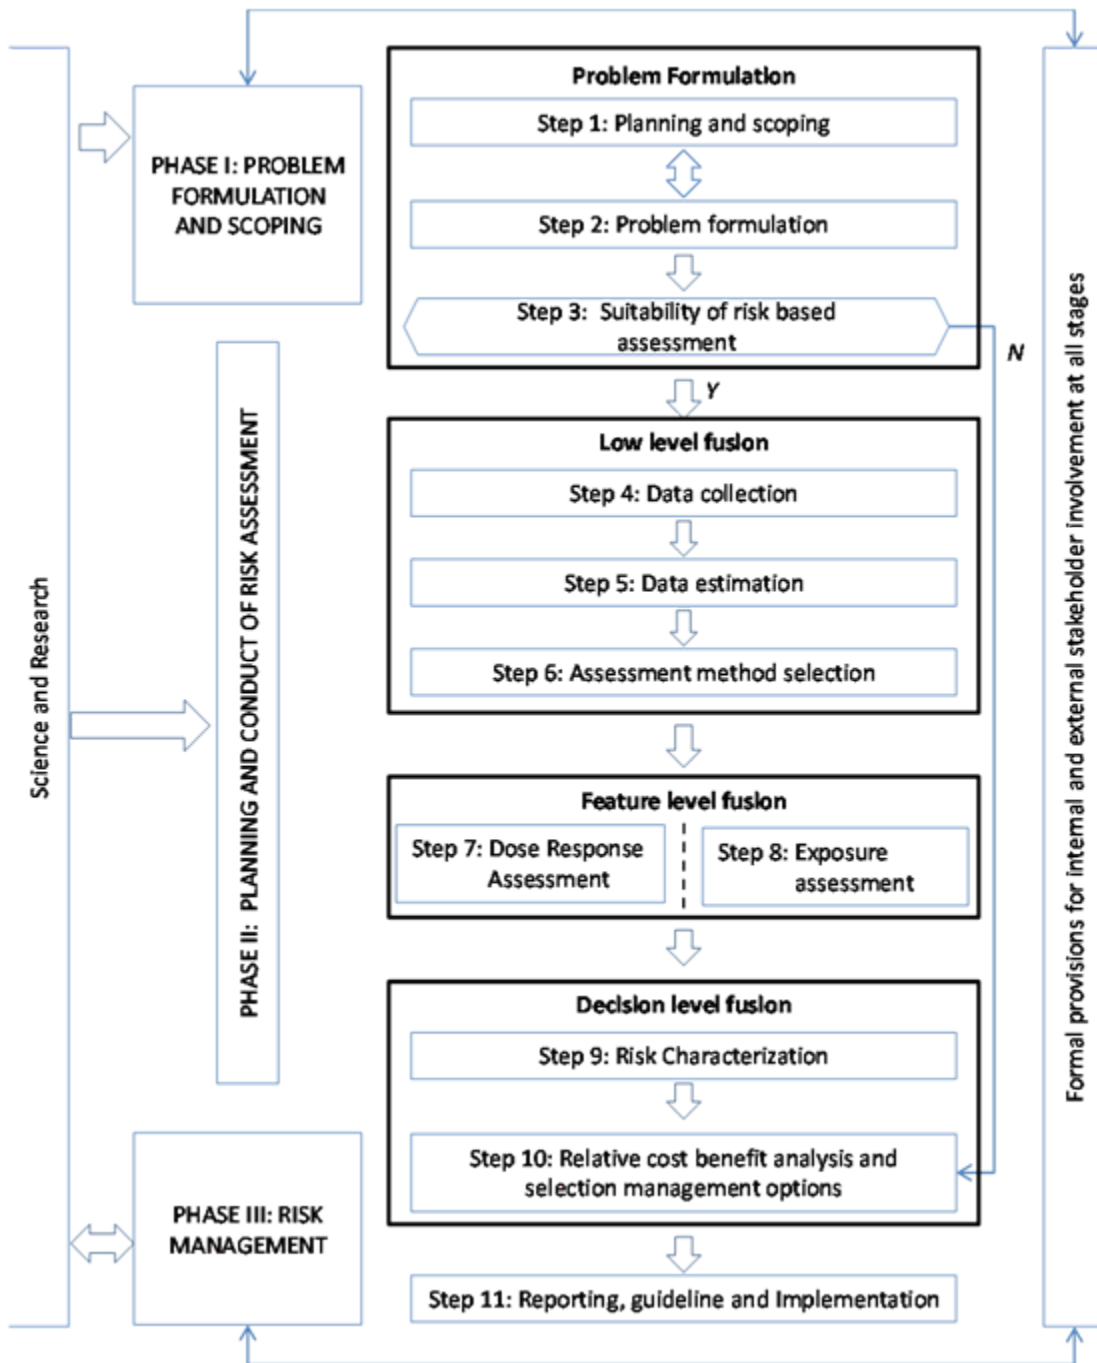 Science and Research
PHASE I: PROBLEM
FORMULATION
AND SCOPING
PHASE II: PLANNING AND CONDUCT OF RISK ASSESSMENT
PHASE III: RISK
MANAGEMENT
Problem Formulation
Step 1: Planning and scoping
Step 2: Problem formulation
Step 3: Suitability of risk based
assessment
N
Y
Low level fusion
Step 4: Data collection
Step 5: Data estimation
Step 6: Assessment method selection
Feature level fusion
Step 7: Dose Response
Assessment
Step 8: Exposure
assessment
Decision level fusion
Step 9: Risk Characterization
Step 10: Relative cost benefit analysis and
selection management options
Step 11: Reporting, guideline and Implementation
Formal provisions for internal and external stakeholder involvement at all stages